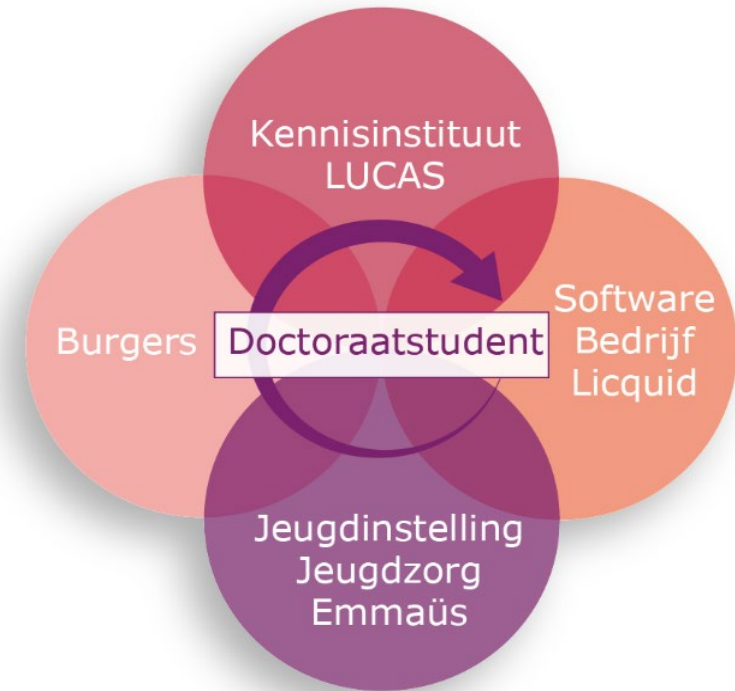 Kennisinstituut
LUCAS
Burgers
Doctoraatstudent
Software
Bedrijf
Licquid
Jeugdinstelling
Jeugdzorg
Emmaüs